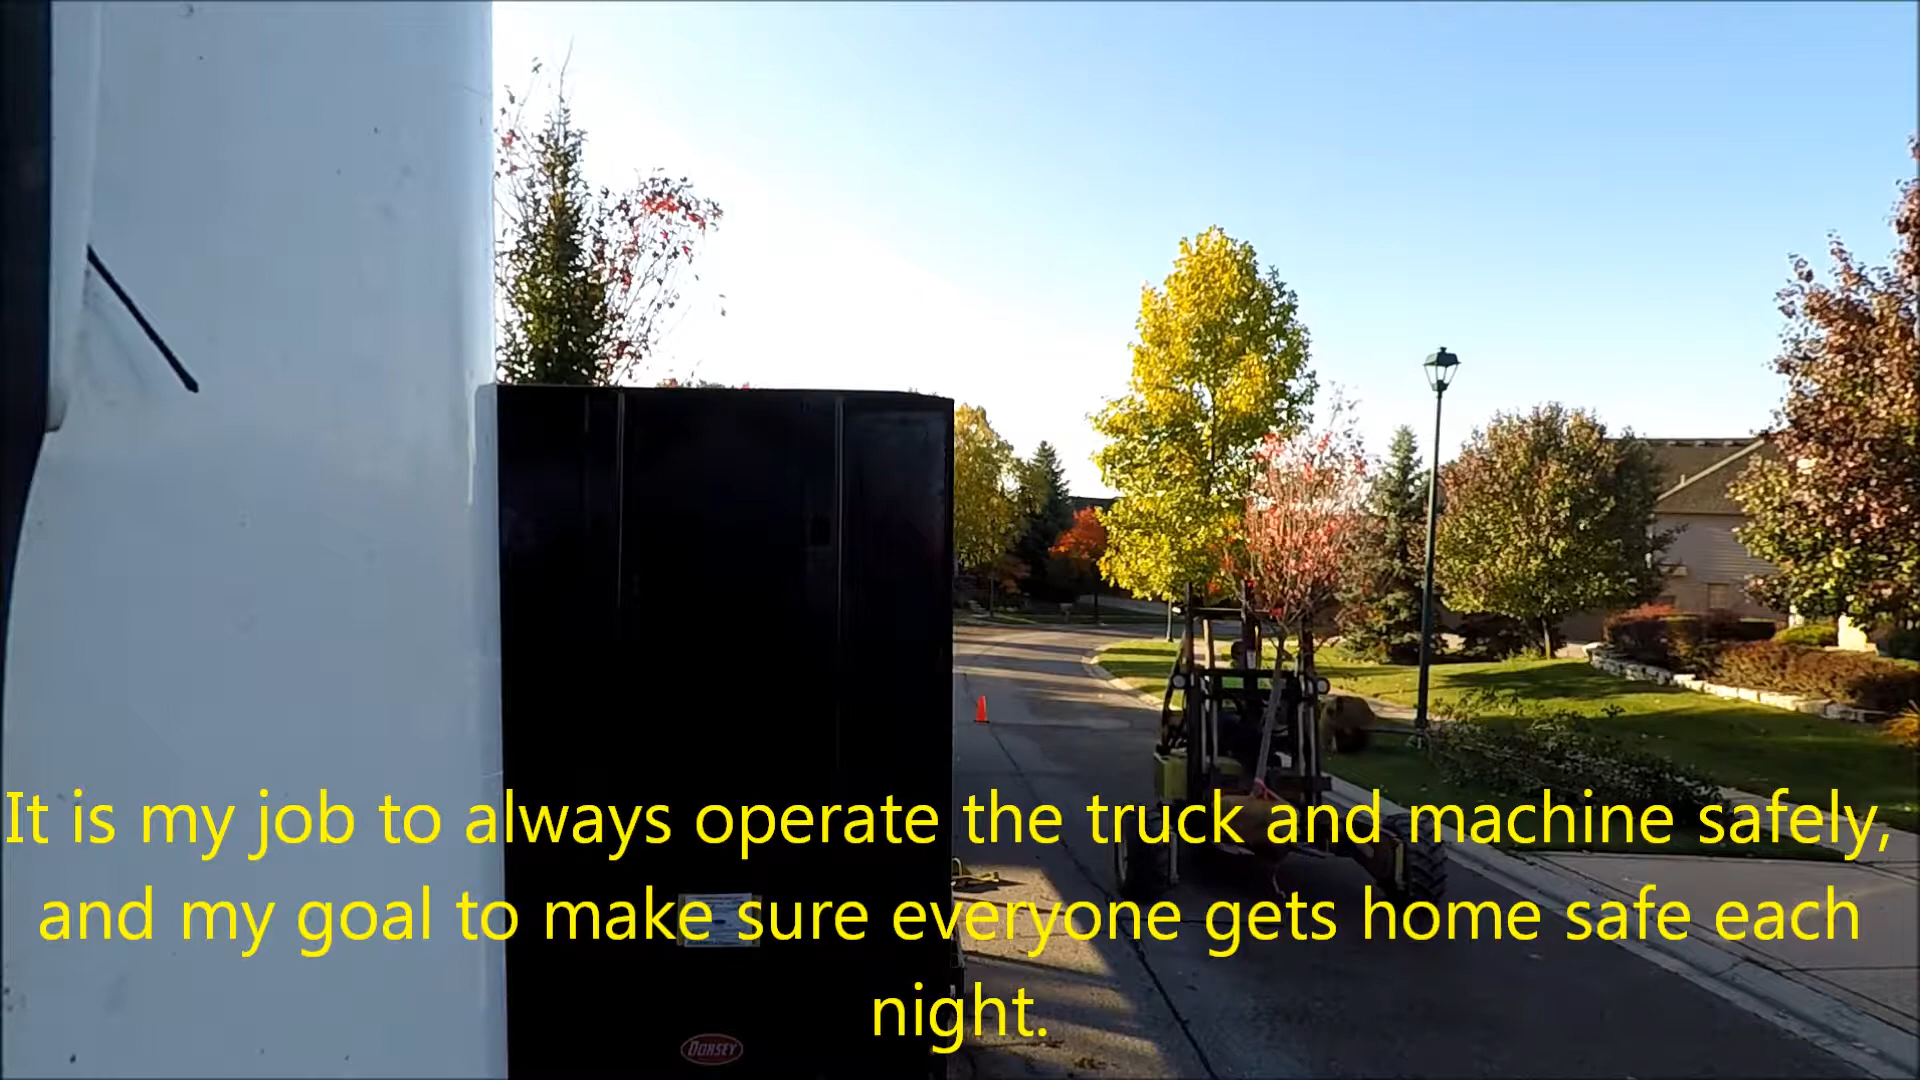 It is my job to always operate the truck and machine safely,
and my goal to make sure everyone gets home safe each
night.
DORSEY